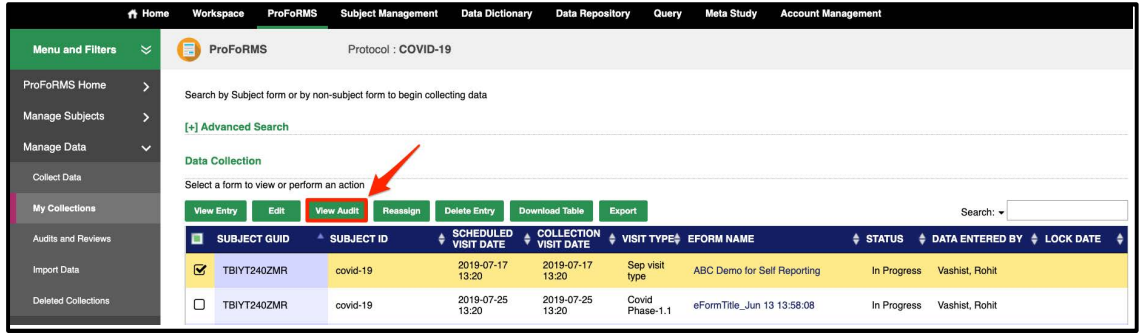 Home Workspace ProFoRMS Subject Management Data Dictionary Data Repository Query Meta Study Account Management
Menu and Filters
ProFoRMS Protocol : COVID-19
ProFoRMS Home
Manage Subjects
Manage Data
Collect Data
My Collections
Audits and Reviews
Import Data
Deleted Collections
Search by Subject form or by non-subject form to begin collecting data
[+] Advanced Search
Data Collection
Select a form to view or perform an action
View Entry Edit View Audit Reassign Delete Entry Download Table Export Search:
SUBJECT GUID SUBJECT ID SCHEDULED VISIT DATE COLLECTION VISIT DATE VISIT TYPE EFORM NAME STATUS DATA ENTERED BY LOCK DATE
TBIYT240ZMR covid-19 2019-07-17 13:20 2019-07-17 13:20 Sep visit type ABC Demo for Self Reporting In Progress Vashist, Rohit
TBIYT240ZMR covid-19 2019-07-25 13:20 2019-07-25 13:20 Covid Phase-1.1 eFormTitle_Jun 13 13:58:08 In Progress Vashist, Rohit